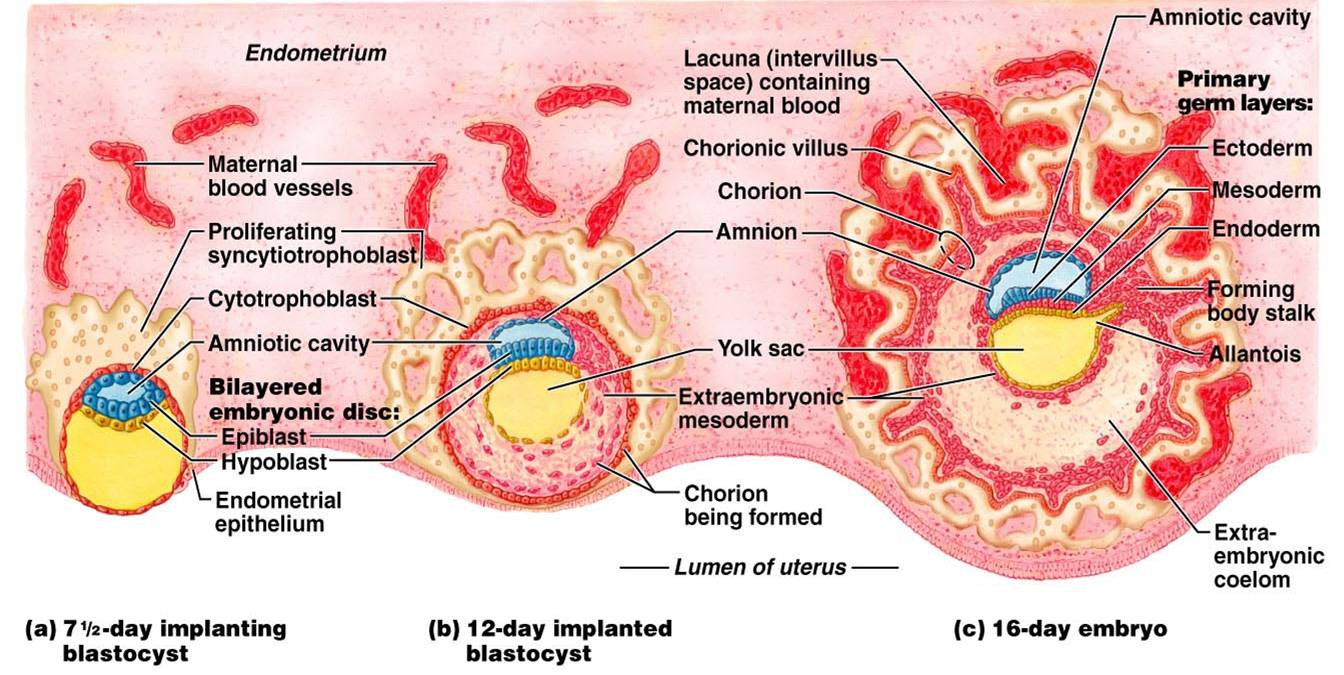 Endometrium
Maternal
blood vessels
Proliferating
syncytiotrophoblast
Cytotrophoblast
Amniotic cavity
Bilayered
embryonic disc:
Epiblast
Hypoblast
Endometrial
epithelium
Lacuna (intervillus
space) containing
maternal blood
Chorionic villus
Chorion
Amnion
Yolk sac
Extraembryonic
mesoderm
Chorion
being formed
Lumen of uterus
Amniotic cavity
Primary
germ layers:
Ectoderm
Mesoderm
Endoderm
Forming
body stalk
Allantois
Extra-
embryonic
coelom
(a) 7 1/2-day implanting
blastocyst
(b) 12-day implanted
blastocyst
(c) 16-day embryo